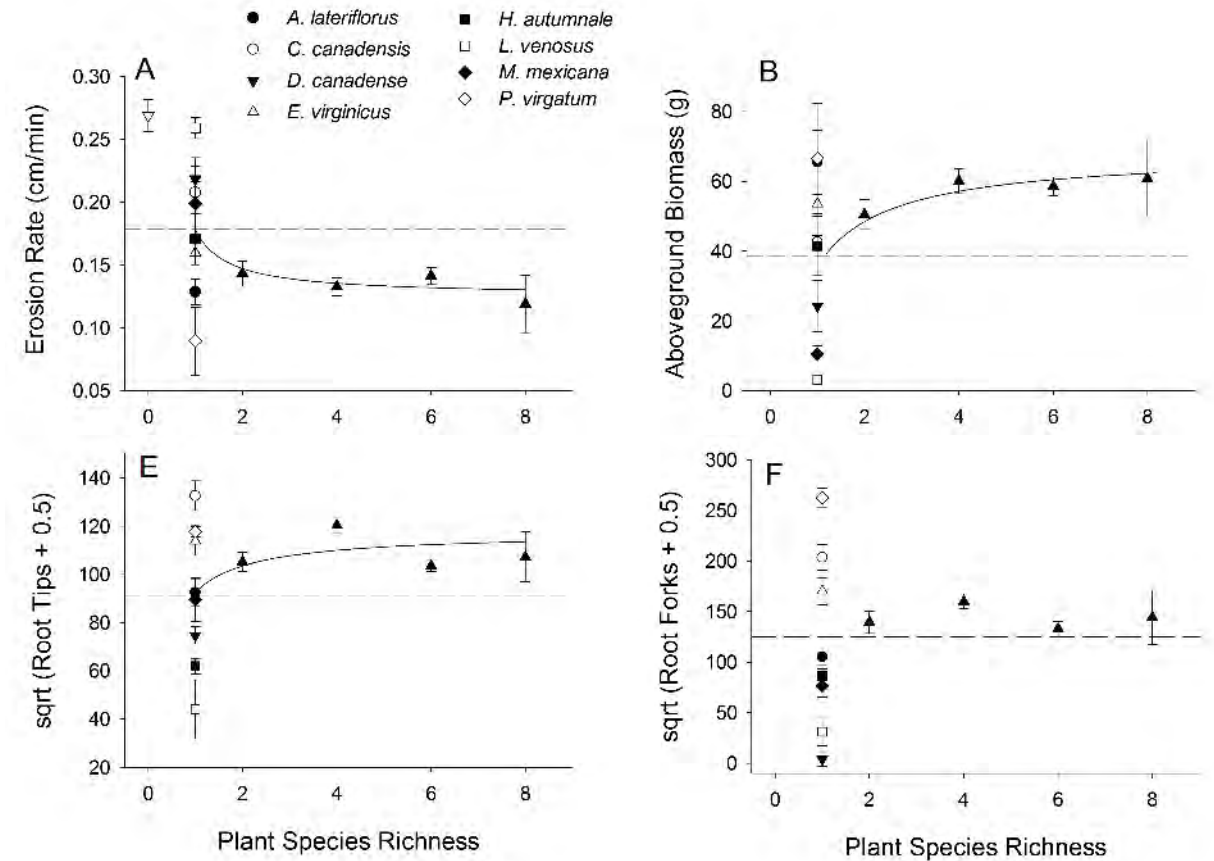 A. lateriflorus
C. canadensis
D. canadense
E. virginicus
H. autumnale
L. venosus
M. mexicana
P. virgatum
A
Erosion Rate (cm/min)
0.30
0.25
0.20
0.15
0.10
0.05
0 2 4 6 8
B
Aboveground Biomass (g)
80
60
40
20
0
0 2 4 6 8
E
sqrt (Root Tips + 0.5)
140
120
100
80
60
40
20
0 2 4 6 8
Plant Species Richness
F
sqrt (Root Forks + 0.5)
300
250
200
150
100
50
0
0 2 4 6 8
Plant Species Richness